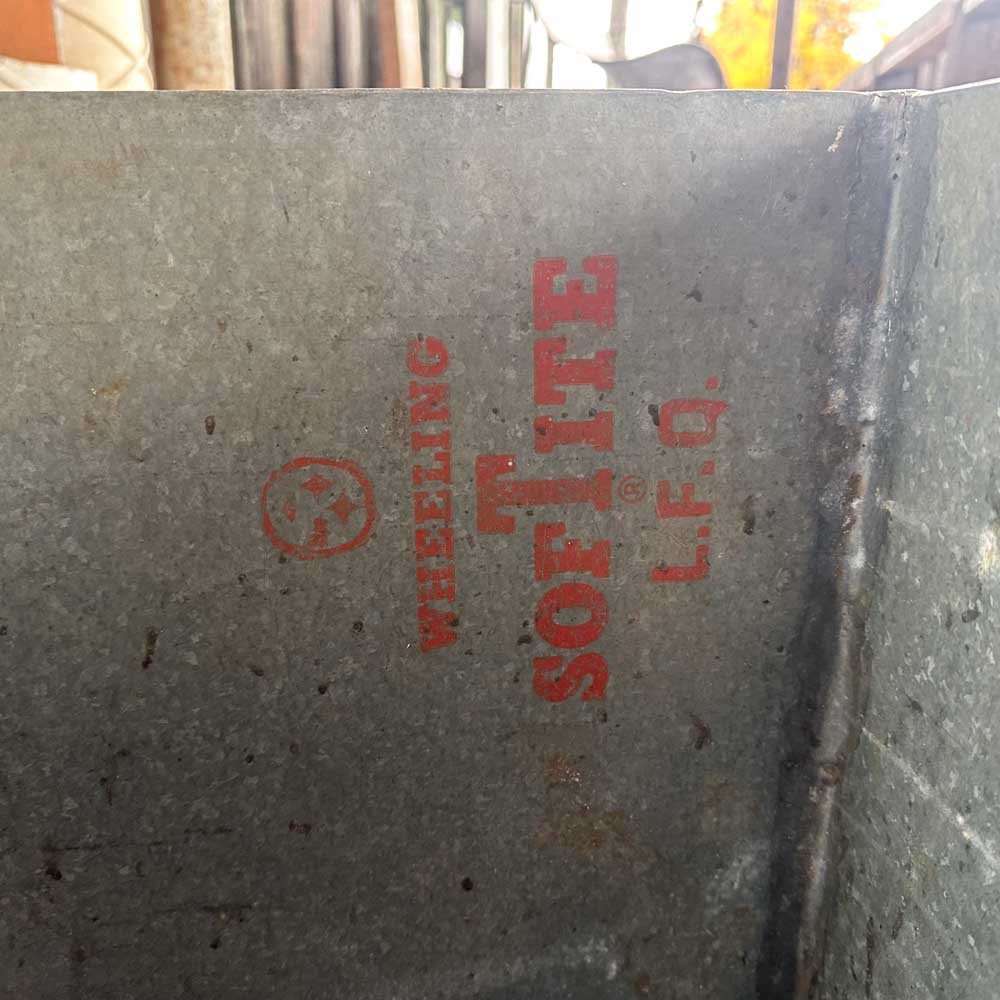 WHEELING
SOFTITE
®
L.F.Q.